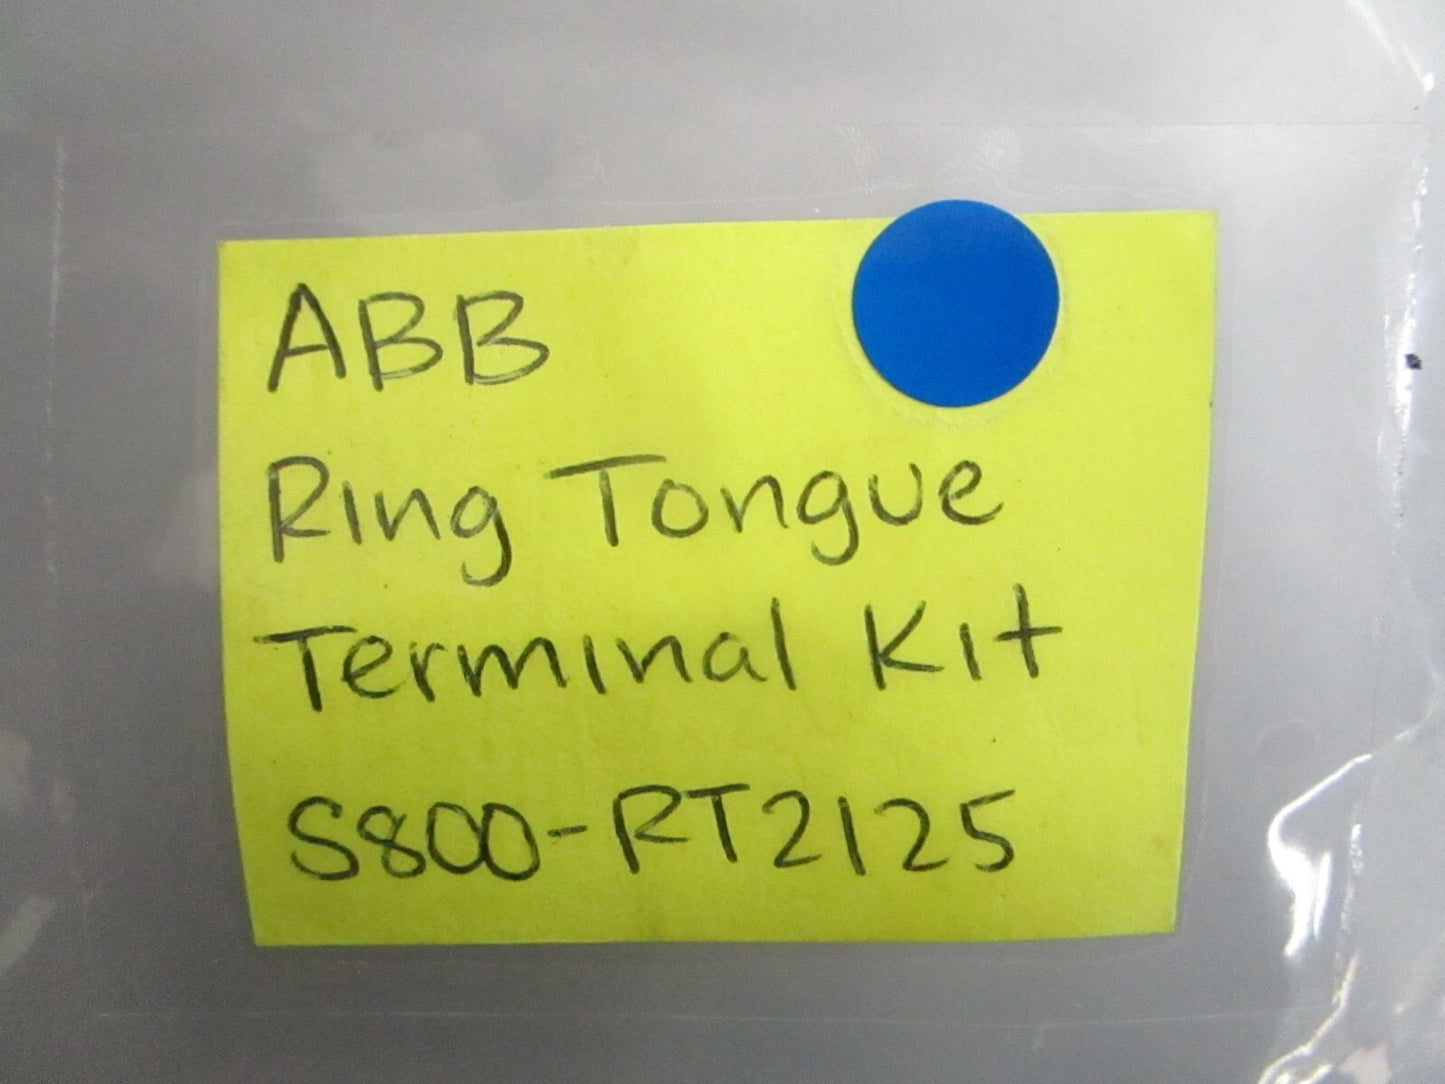 ABB
Ring Tongue
Terminal Kit
S800-RT2125